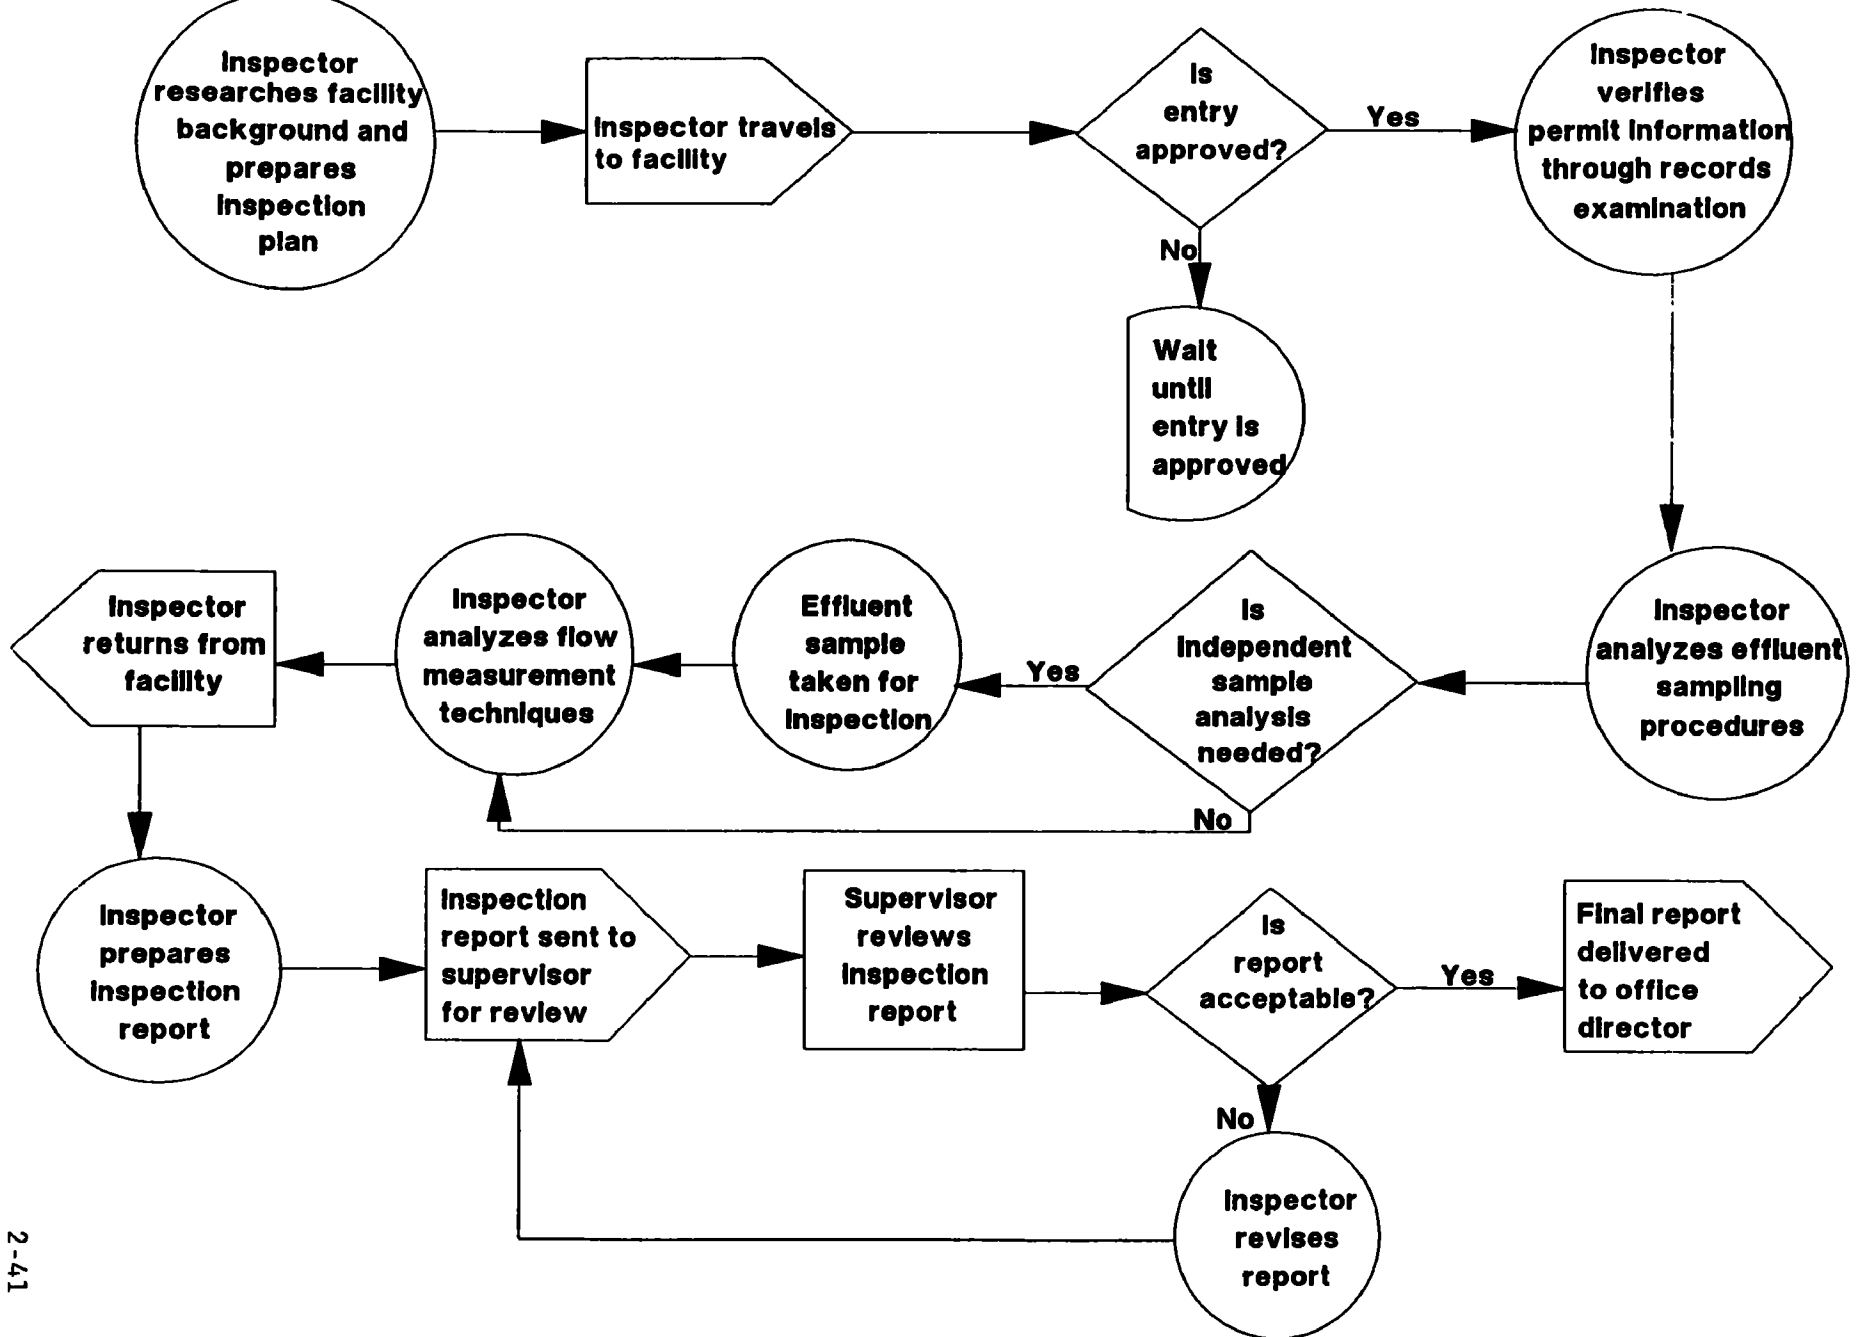 Inspector
researches facility
background and
prepares
inspection
plan
Inspector travels
to facility
Is
entry
approved?
Yes
No
Wait
until
entry is
approved
Inspector
verifies
permit information
through records
examination
Inspector
analyzes effluent
sampling
procedures
Is
independent
sample
analysis
needed?
Yes
No
Effluent
sample
taken for
inspection
Inspector
analyzes flow
measurement
techniques
Inspector
returns from
facility
Inspector
prepares
inspection
report
Inspection
report sent to
supervisor
for review
Supervisor
reviews
inspection
report
Is
report
acceptable?
Yes
No
Final report
delivered
to office
director
Inspector
revises
report
2-41